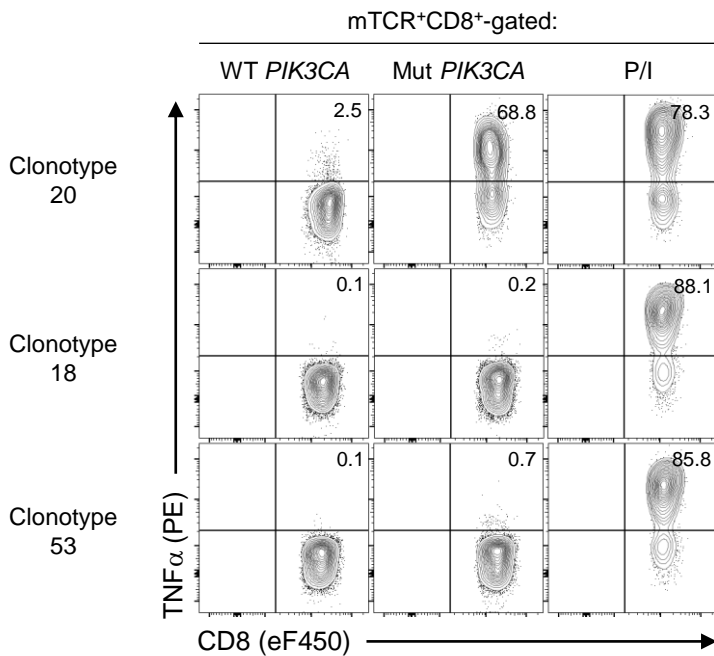 mTCR⁺CD8⁺-gated:
WT PIK3CA Mut PIK3CA P/I
Clonotype
20
2.5 68.8 78.3
Clonotype
18
0.1 0.2 88.1
Clonotype
53
0.1 0.7 85.8
TNFα (PE)
CD8 (eF450)